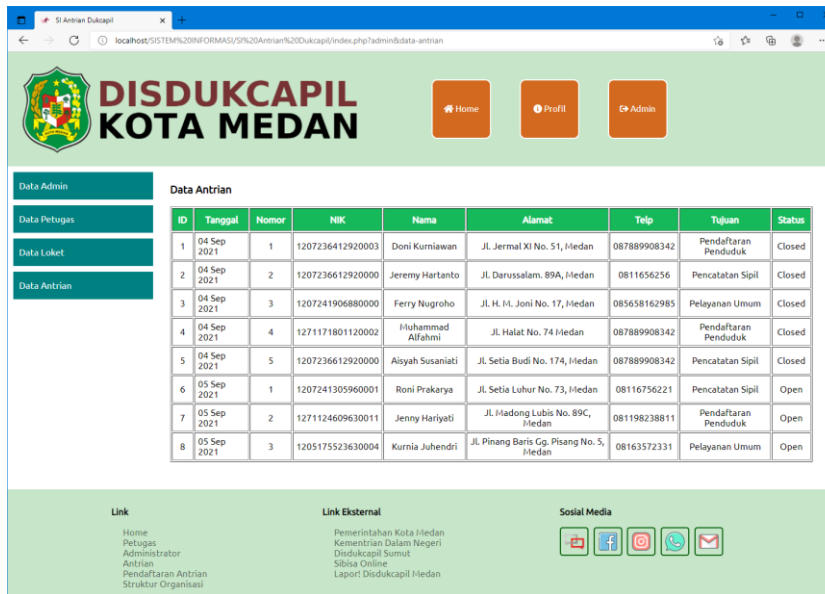 SI Antrian Dukcapil
localhost/SISTEM%20INFORMASI/SI%20Antrian%20Dukcapil/index.php?admin&data-antrian
DISDUKCAPIL
KOTA MEDAN
Home
Profil
Admin
Data Admin
Data Petugas
Data Loket
Data Antrian
Data Antrian
ID Tanggal Nomor NIK Nama Alamat Telp Tujuan Status
1 04 Sep 2021 1 1207236412920003 Doni Kurniawan Jl. Jermal XI No. 51, Medan 087889908342 Pendaftaran Penduduk Closed
2 04 Sep 2021 2 1207236612920000 Jeremy Hartanto Jl. Darussalam. 89A, Medan 0811656256 Pencatatan Sipil Closed
3 04 Sep 2021 3 1207241906880000 Ferry Nugroho Jl. H. M. Joni No. 17, Medan 085658162985 Pelayanan Umum Closed
4 04 Sep 2021 4 1271171801120002 Muhammad Alfahmi Jl. Halat No. 74 Medan 087889908342 Pendaftaran Penduduk Closed
5 04 Sep 2021 5 1207236612920000 Aisyah Susaniati Jl. Setia Budi No. 174, Medan 087889908342 Pencatatan Sipil Closed
6 05 Sep 2021 1 1207241305960001 Roni Prakarya Jl. Setia Luhur No. 73, Medan 08116756221 Pencatatan Sipil Open
7 05 Sep 2021 2 1271124609630011 Jenny Hariyati Jl. Madong Lubis No. 89C, Medan 081198238811 Pendaftaran Penduduk Open
8 05 Sep 2021 3 1205175523630004 Kurnia Juhendri Jl. Pinang Baris Gg. Pisang No. 5, Medan 08163572331 Pelayanan Umum Open
Link
Home
Petugas
Administrator
Antrian
Pendaftaran Antrian
Struktur Organisasi
Link Eksternal
Pemerintahan Kota Medan
Kementrian Dalam Negeri
Disdukcapil Sumut
Sibisa Online
Lapor! Disdukcapil Medan
Sosial Media